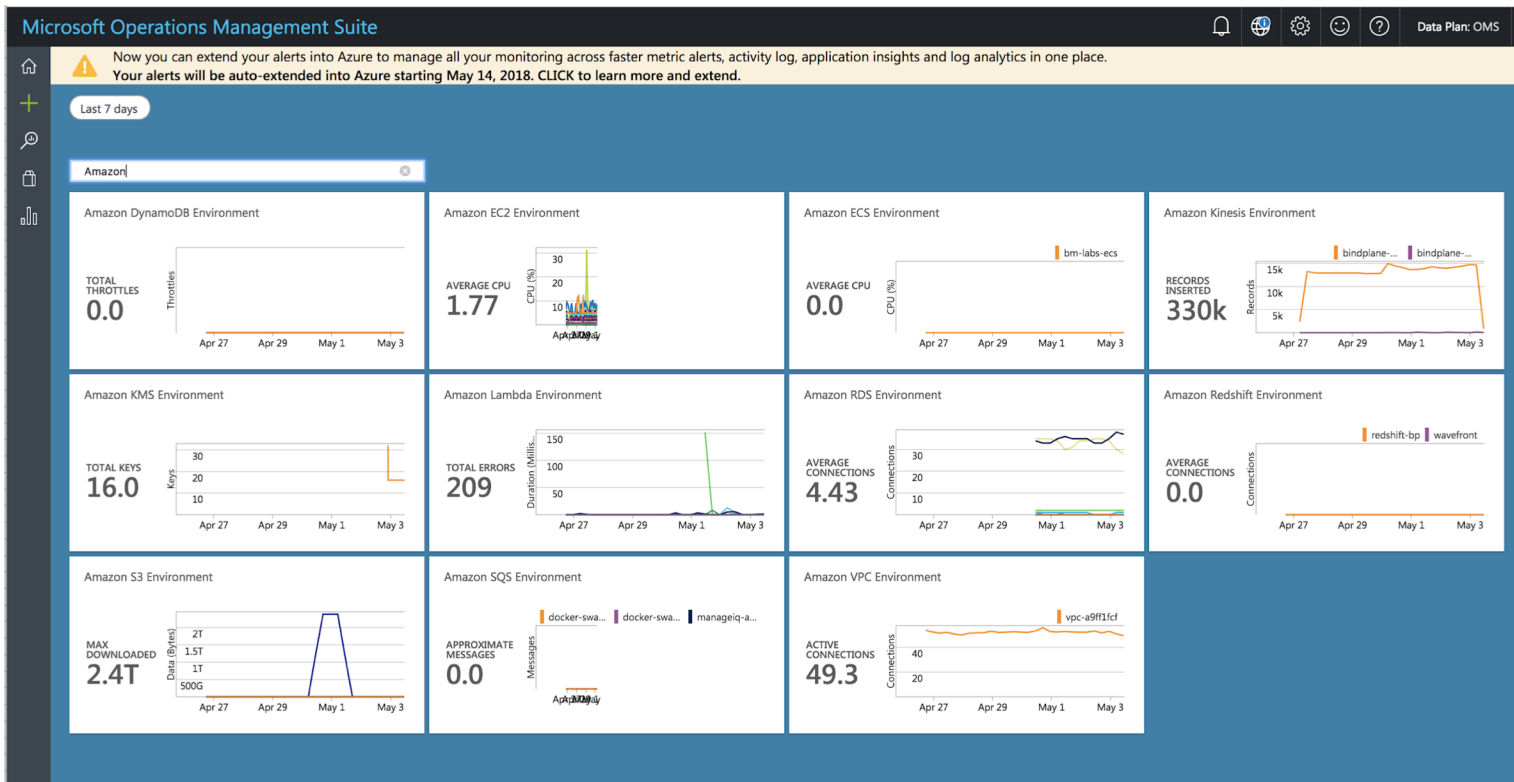 Microsoft Operations Management Suite
Data Plan: OMS
Now you can extend your alerts into Azure to manage all your monitoring across faster metric alerts, activity log, application insights and log analytics in one place.
Your alerts will be auto-extended into Azure starting May 14, 2018. CLICK to learn more and extend.
Last 7 days
Amazon
Amazon DynamoDB Environment
TOTAL
THROTTLES
0.0
Throttles
Apr 27 Apr 29 May 1 May 3
Amazon EC2 Environment
AVERAGE CPU
1.77
CPU (%)
30
20
10
Amazon ECS Environment
bm-labs-ecs
AVERAGE CPU
0.0
CPU (%)
Apr 27 Apr 29 May 1 May 3
Amazon Kinesis Environment
bindplane-... bindplane-...
RECORDS
INSERTED
330k
Records
15k
10k
5k
Apr 27 Apr 29 May 1 May 3
Amazon KMS Environment
TOTAL KEYS
16.0
Keys
30
20
10
Apr 27 Apr 29 May 1 May 3
Amazon Lambda Environment
TOTAL ERRORS
209
Duration (Millis...
150
100
50
Apr 27 Apr 29 May 1 May 3
Amazon RDS Environment
AVERAGE
CONNECTIONS
4.43
Connections
30
20
10
Apr 27 Apr 29 May 1 May 3
Amazon Redshift Environment
redshift-bp wavefront
AVERAGE
CONNECTIONS
0.0
Connections
Apr 27 Apr 29 May 1 May 3
Amazon S3 Environment
MAX
DOWNLOADED
2.4T
Data (Bytes)
2T
1.5T
1T
500G
Apr 27 Apr 29 May 1 May 3
Amazon SQS Environment
docker-swa... docker-swa... manageiq-a...
APPROXIMATE
MESSAGES
0.0
Messages
Amazon VPC Environment
vpc-a9ff1fcf
ACTIVE
CONNECTIONS
49.3
Connections
40
20
Apr 27 Apr 29 May 1 May 3